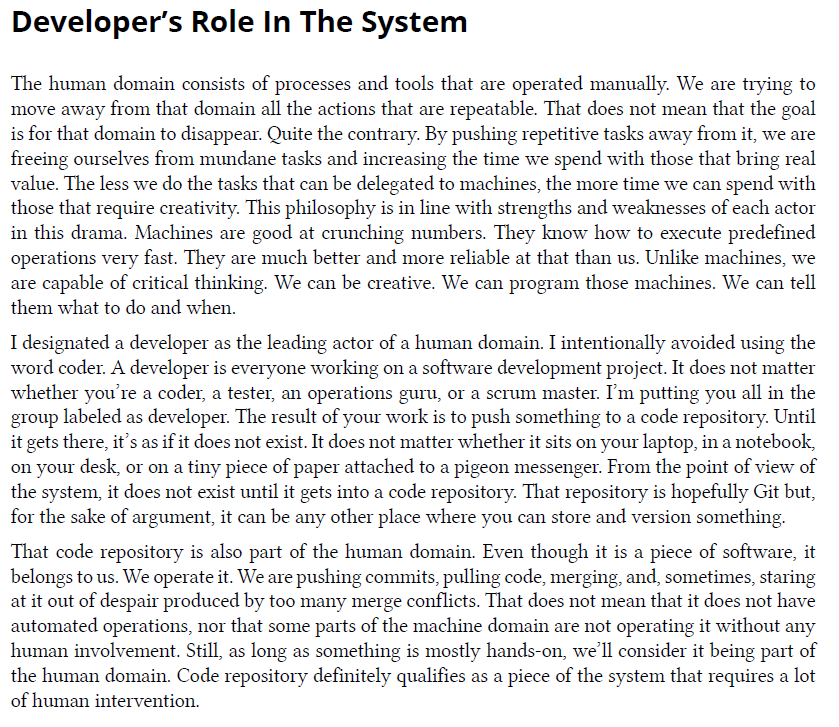 Developer’s Role In The System
The human domain consists of processes and tools that are operated manually. We are trying to
move away from that domain all the actions that are repeatable. That does not mean that the goal
is for that domain to disappear. Quite the contrary. By pushing repetitive tasks away from it, we are
freeing ourselves from mundane tasks and increasing the time we spend with those that bring real
value. The less we do the tasks that can be delegated to machines, the more time we can spend with
those that require creativity. This philosophy is in line with strengths and weaknesses of each actor
in this drama. Machines are good at crunching numbers. They know how to execute predefined
operations very fast. They are much better and more reliable at that than us. Unlike machines, we
are capable of critical thinking. We can be creative. We can program those machines. We can tell
them what to do and when.
I designated a developer as the leading actor of a human domain. I intentionally avoided using the
word coder. A developer is everyone working on a software development project. It does not matter
whether you’re a coder, a tester, an operations guru, or a scrum master. I’m putting you all in the
group labeled as developer. The result of your work is to push something to a code repository. Until
it gets there, it’s as if it does not exist. It does not matter whether it sits on your laptop, in a notebook,
on your desk, or on a tiny piece of paper attached to a pigeon messenger. From the point of view of
the system, it does not exist until it gets into a code repository. That repository is hopefully Git but,
for the sake of argument, it can be any other place where you can store and version something.
That code repository is also part of the human domain. Even though it is a piece of software, it
belongs to us. We operate it. We are pushing commits, pulling code, merging, and, sometimes, staring
at it out of despair produced by too many merge conflicts. That does not mean that it does not have
automated operations, nor that some parts of the machine domain are not operating it without any
human involvement. Still, as long as something is mostly hands-on, we’ll consider it being part of
the human domain. Code repository definitely qualifies as a piece of the system that requires a lot
of human intervention.